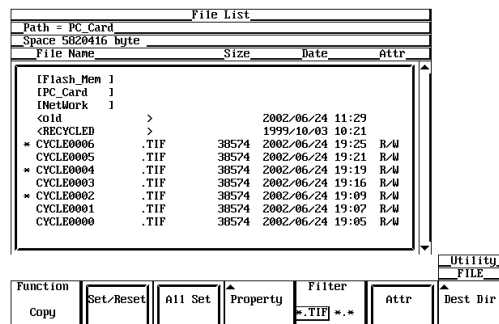 File List
Path = PC_Card
Space 5820416 byte
File Name Size Date Attr
[Flash_Mem ]
[PC_Card ]
[NetWork ]
<old > 2002/06/24 11:29
<RECYCLED > 1999/10/03 10:21
* CYCLE0006 .TIF 38574 2002/06/24 19:25 R/W
CYCLE0005 .TIF 38574 2002/06/24 19:21 R/W
* CYCLE0004 .TIF 38574 2002/06/24 19:19 R/W
CYCLE0003 .TIF 38574 2002/06/24 19:16 R/W
* CYCLE0002 .TIF 38574 2002/06/24 19:09 R/W
CYCLE0001 .TIF 38574 2002/06/24 19:07 R/W
CYCLE0000 .TIF 38574 2002/06/24 19:05 R/W
Utility
FILE
Function
Copy
Set/Reset
All Set
Property
Filter
*.TIF *.*
Attr
Dest Dir